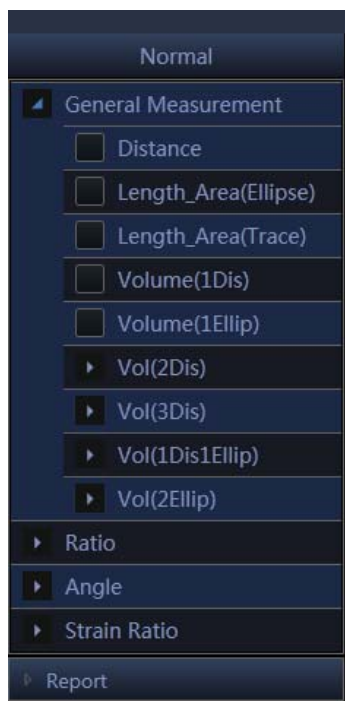 Normal
General Measurement
Distance
Length_Area(Ellipse)
Length_Area(Trace)
Volume(1Dis)
Volume(1Ellip)
Vol(2Dis)
Vol(3Dis)
Vol(1Dis1Ellip)
Vol(2Ellip)
Ratio
Angle
Strain Ratio
Report